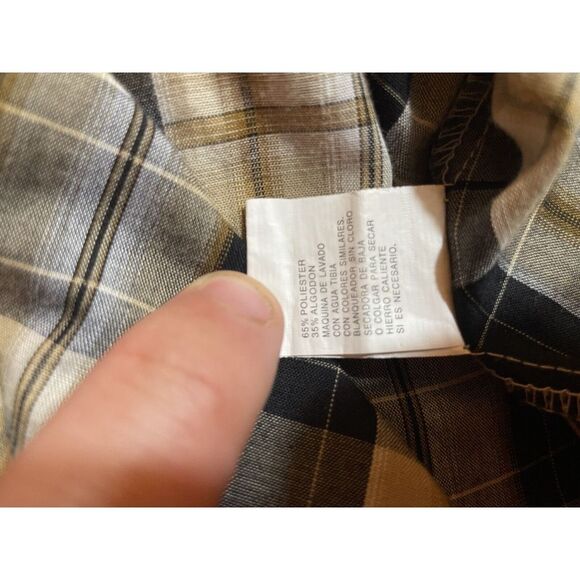 65% POLIESTER
35% ALGODON
MAQUINA DE LAVADO
CON AGUA TIBIA
CON COLORES SIMILARES.
BLANQUEADOR SIN CLORO
SECADORA DE BAJA
O COLGAR PARA SECAR
HIERRO CALIENTE
SI ES NECESARIO.